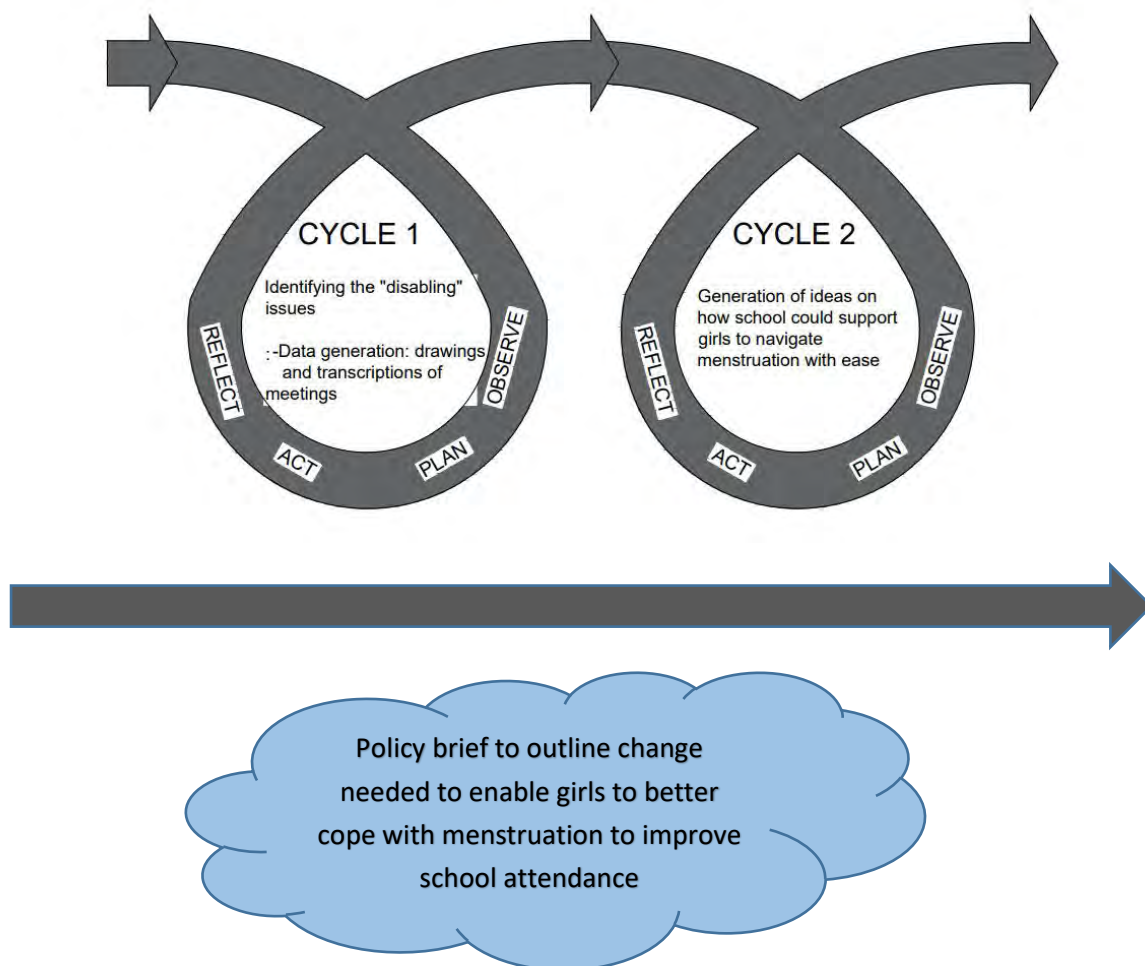 CYCLE 1
Identifying the "disabling"
issues
:-Data generation: drawings
and transcriptions of
meetings
REFLECT
ACT
PLAN
OBSERVE
CYCLE 2
Generation of ideas on
how school could support
girls to navigate
menstruation with ease
REFLECT
ACT
PLAN
OBSERVE
Policy brief to outline change
needed to enable girls to better
cope with menstruation to improve
school attendance